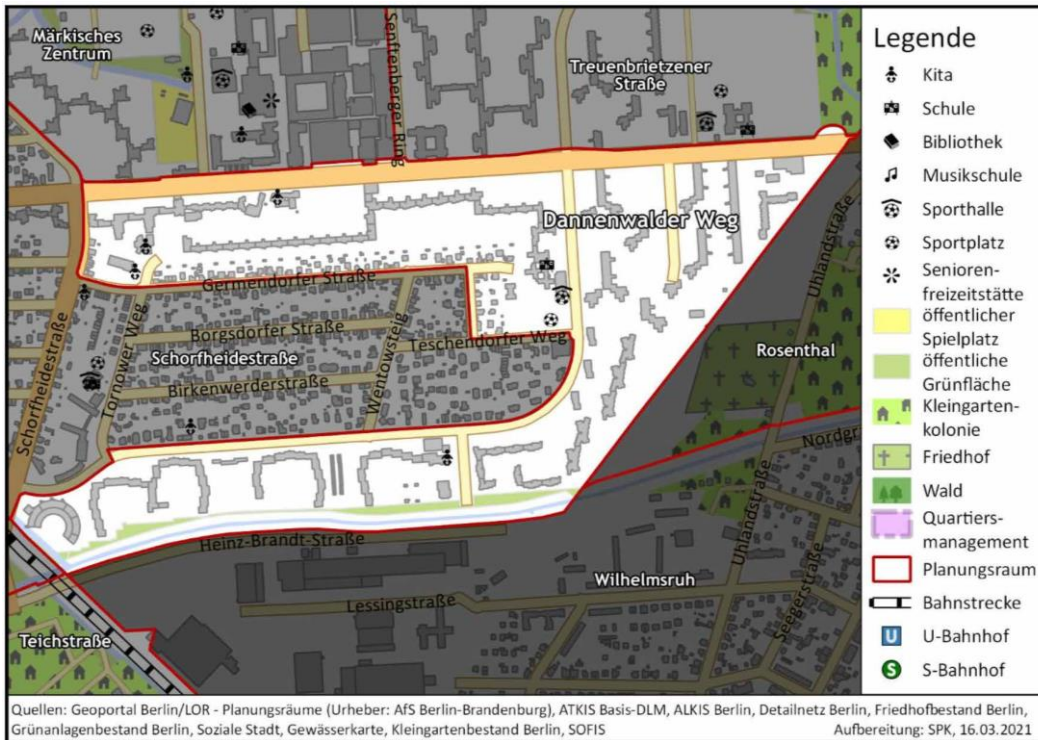 Märkisches
Zentrum
Senftenberger Ring
Treuenbrietzener
Straße
Dannenwalder Weg
Uhlandstraße
Germendorfer Straße
Borgsdorfer Straße
Schorfheidestraße
Teschendorfer Weg
Tornower Weg
Wentowsteig
Birkenwerderstraße
Schorfheidestraße
Rosenthal
Nordgr
Uhlandstraße
Heinz-Brandt-Straße
Wilhelmsruh
Lessingstraße
Seegerstraße
Teichstraße
Legende
Kita
Schule
Bibliothek
Musikschule
Sporthalle
Sportplatz
Senioren-
freizeitstätte
öffentlicher
Spielplatz
öffentliche
Grünfläche
Kleingarten-
kolonie
Friedhof
Wald
Quartiers-
management
Planungsraum
Bahnstrecke
U U-Bahnhof
S S-Bahnhof
Quellen: Geoportal Berlin/LOR - Planungsräume (Urheber: AfS Berlin-Brandenburg), ATKIS Basis-DLM, ALKIS Berlin, Detailnetz Berlin, Friedhofbestand Berlin,
Grünanlagenbestand Berlin, Soziale Stadt, Gewässerkarte, Kleingartenbestand Berlin, SOFIS
Aufbereitung: SPK, 16.03.2021